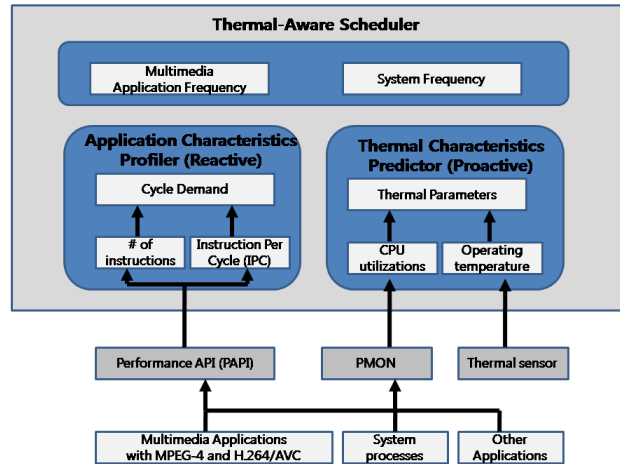 Thermal-Aware Scheduler
Multimedia
Application Frequency
System Frequency
Application Characteristics
Profiler (Reactive)
Cycle Demand
# of
instructions
Instruction Per
Cycle (IPC)
Thermal Characteristics
Predictor (Proactive)
Thermal Parameters
CPU
utilizations
Operating
temperature
Performance API (PAPI)
PMON
Thermal sensor
Multimedia Applications
with MPEG-4 and H.264/AVC
System
processes
Other
Applications